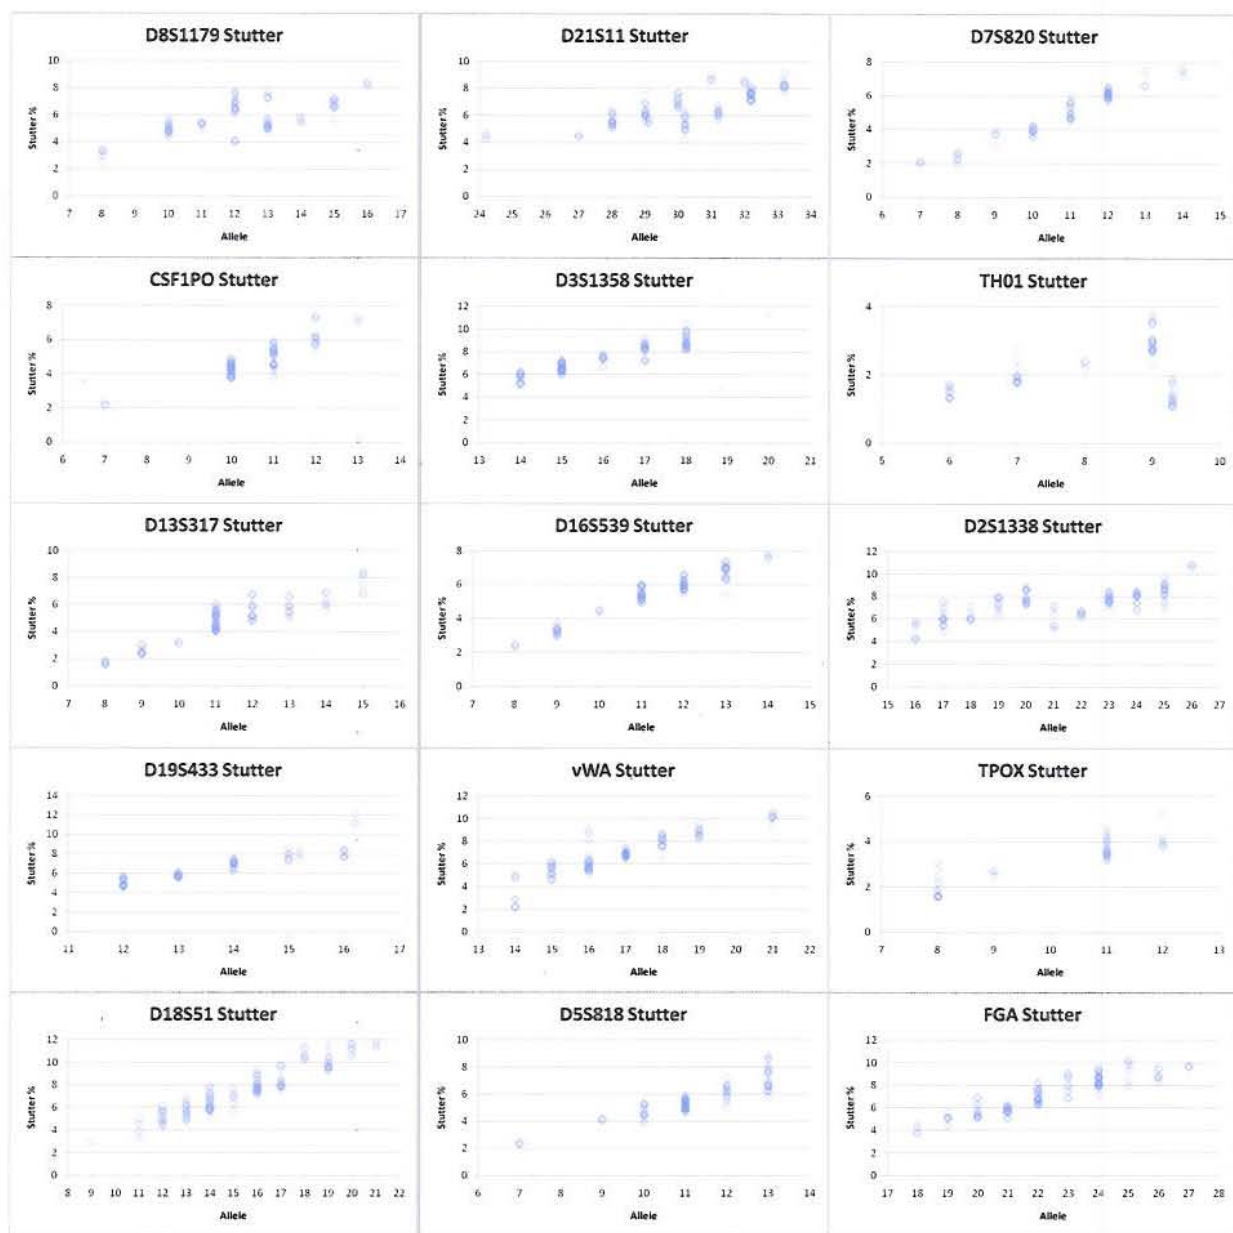 D8S1179 Stutter
Stutter %
10
8
6
4
2
0
7 8 9 10 11 12 13 14 15 16 17
Allele
D21S11 Stutter
Stutter %
10
8
6
4
2
0
24 25 26 27 28 29 30 31 32 33 34
Allele
D7S820 Stutter
Stutter %
8
6
4
2
0
6 7 8 9 10 11 12 13 14 15
Allele
CSF1PO Stutter
Stutter %
8
6
4
2
0
6 7 8 9 10 11 12 13 14
Allele
D3S1358 Stutter
Stutter %
12
10
8
6
4
2
0
13 14 15 16 17 18 19 20 21
Allele
TH01 Stutter
Stutter %
4
2
0
5 6 7 8 9 10
Allele
D13S317 Stutter
Stutter %
10
8
6
4
2
0
7 8 9 10 11 12 13 14 15 16
Allele
D16S539 Stutter
Stutter %
8
6
4
2
0
7 8 9 10 11 12 13 14 15
Allele
D2S1338 Stutter
Stutter %
12
10
8
6
4
2
0
15 16 17 18 19 20 21 22 23 24 25 26 27
Allele
D19S433 Stutter
Stutter %
14
12
10
8
6
4
2
0
11 12 13 14 15 16 17
Allele
vWA Stutter
Stutter %
12
10
8
6
4
2
0
13 14 15 16 17 18 19 20 21 22
Allele
TPOX Stutter
Stutter %
6
4
2
0
7 8 9 10 11 12 13
Allele
D18S51 Stutter
Stutter %
12
10
8
6
4
2
0
8 9 10 11 12 13 14 15 16 17 18 19 20 21 22
Allele
D5S818 Stutter
Stutter %
10
8
6
4
2
0
6 7 8 9 10 11 12 13 14
Allele
FGA Stutter
Stutter %
12
10
8
6
4
2
0
17 18 19 20 21 22 23 24 25 26 27 28
Allele